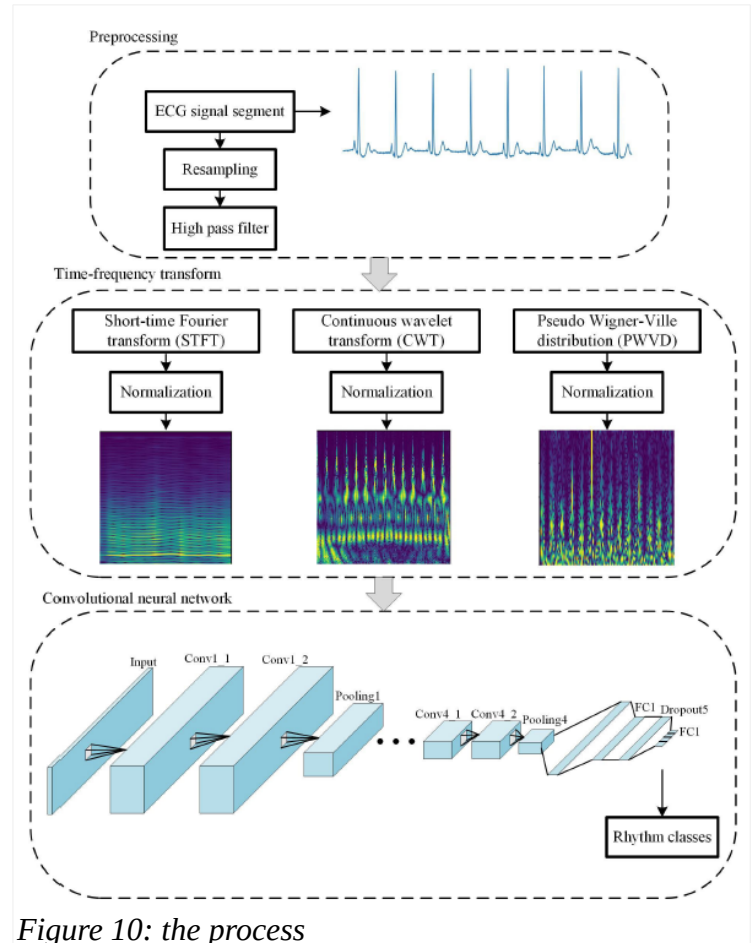 Preprocessing
ECG signal segment
Resampling
High pass filter
Time-frequency transform
Short-time Fourier
transform (STFT)
Continuous wavelet
transform (CWT)
Pseudo Wigner-Ville
distribution (PWVD)
Normalization
Normalization
Normalization
Convolutional neural network
Input
Conv1_1
Conv1_2
Pooling1
Conv4_1
Conv4_2
Pooling4
FC1
Dropout5
FC1
Rhythm classes
Figure 10: the process